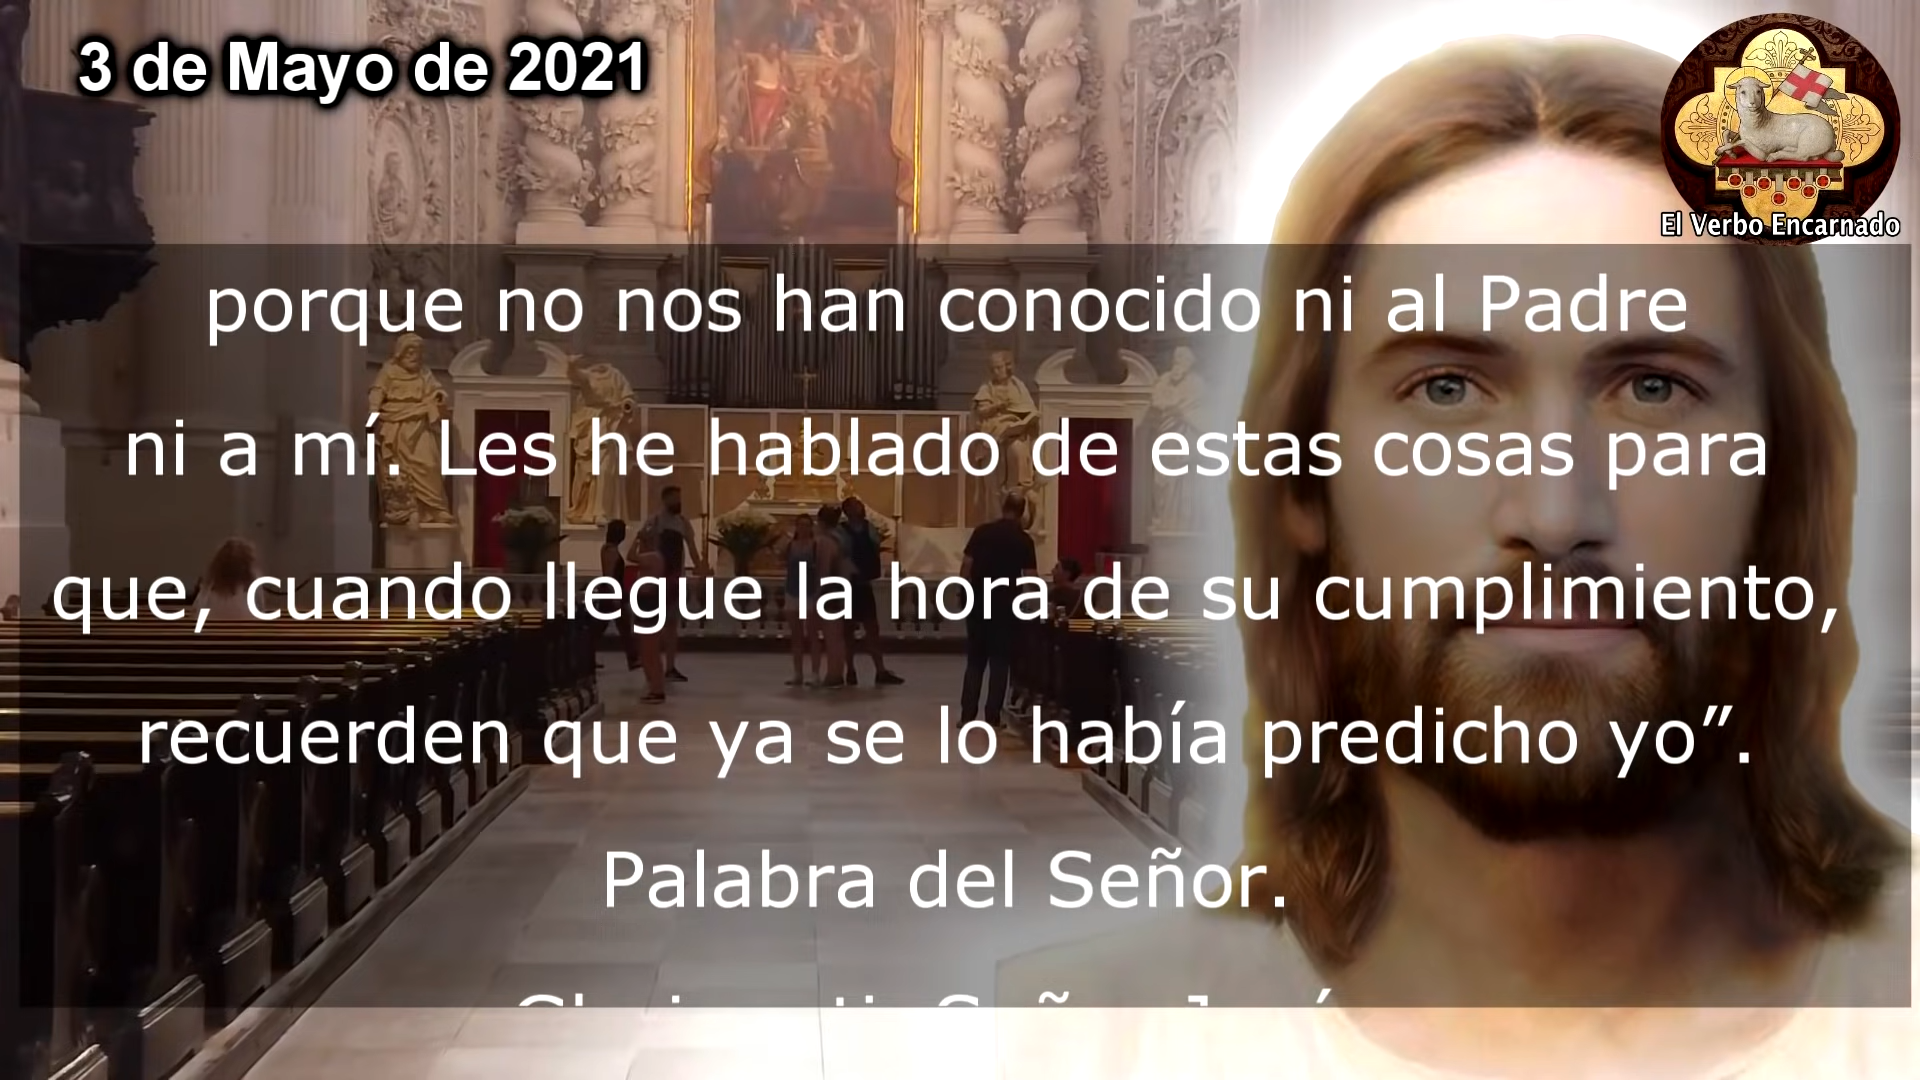 3 de Mayo de 2021
El Verbo Encarnado
porque no nos han conocido ni al Padre
ni a mí. Les he hablado de estas cosas para
que, cuando llegue la hora de su cumplimiento,
recuerden que ya se lo había predicho yo”.
Palabra del Señor.